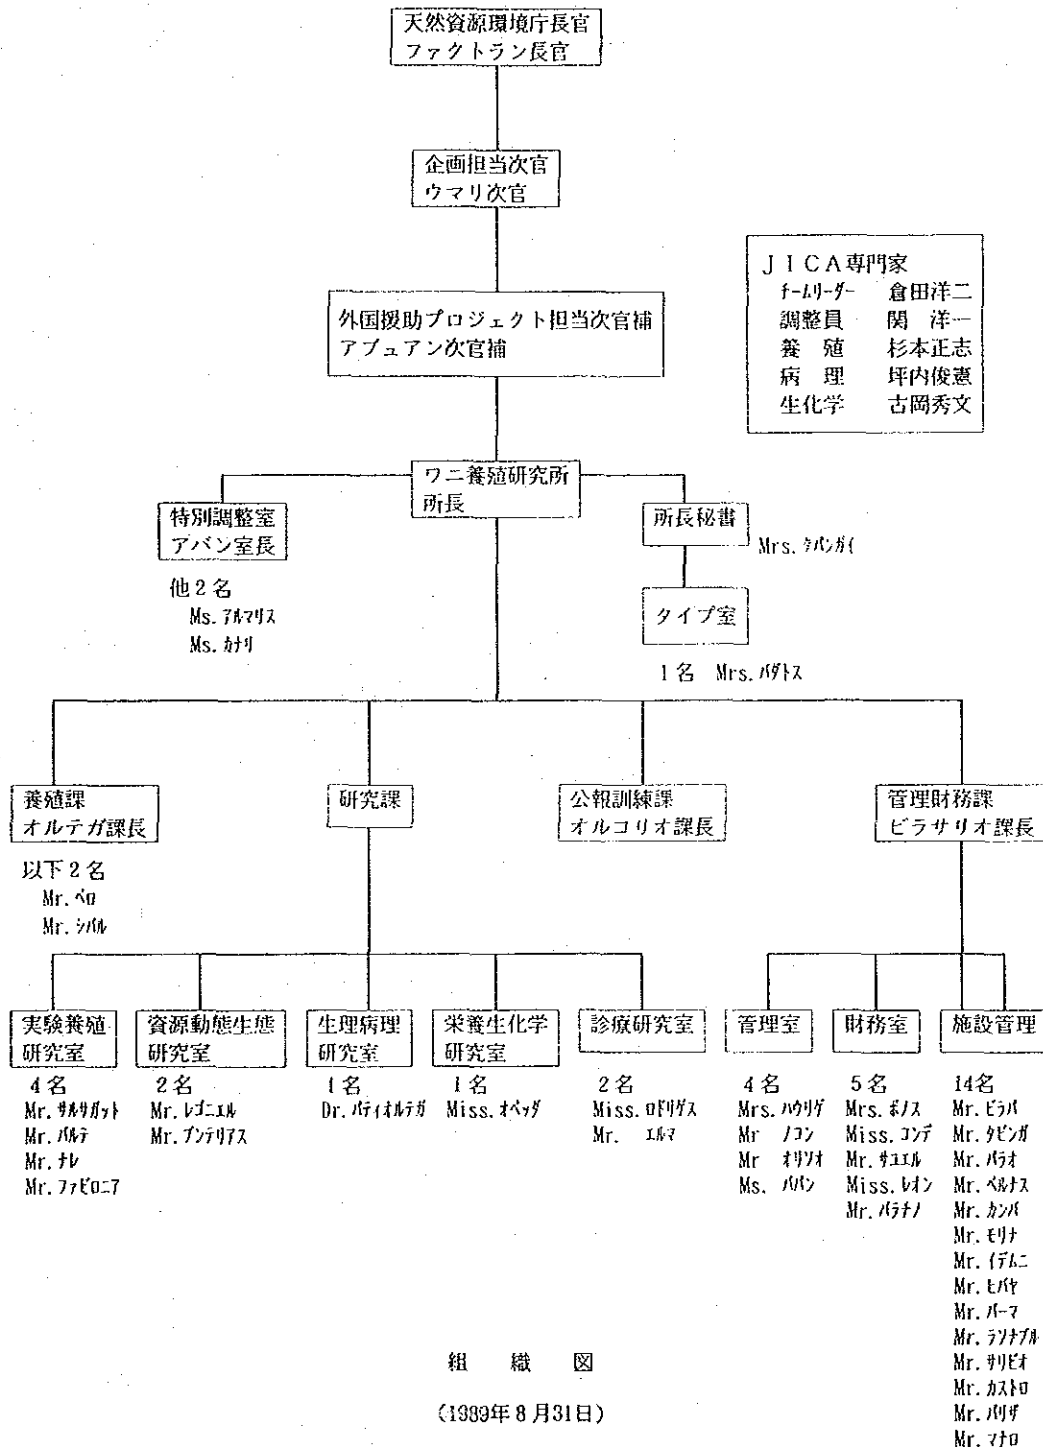 天然資源環境庁長官
ファクトラン長官
企画担当次官
ウマリ次官
JICA専門家
チームリーダー 倉田洋二
調整員 関 洋一
養 殖 杉本正志
病 理 坪内俊憲
生化学 古岡秀文
外国援助プロジェクト担当次官補
アブュアン次官補
ワニ養殖研究所
所長
特別調整室
アバン室長
他2名
Ms. アルマリス
Ms. カナリ
所長秘書
Mrs. タバンガイ
タイプ室
1名 Mrs. バダトス
養殖課
オルテガ課長
以下2名
Mr. ベロ
Mr. シバル
研究課
公報訓練課
オルコリオ課長
管理財務課
ビラサリオ課長
実験養殖
研究室
4名
Mr. サルサガット
Mr. バルテ
Mr. ナレ
Mr. ファビロニア
資源動態生態
研究室
2名
Mr. レゴニエル
Mr. ブンテリアス
生理病理
研究室
1名
Dr. バティオルテガ
栄養生化学
研究室
1名
Miss. オベッダ
診療研究室
2名
Miss. ロドリゲス
Mr. エルマ
管理室
4名
Mrs. ハウリゲ
Mr ノコン
Mr オリソオ
Ms. パバン
財務室
5名
Mrs. ボノス
Miss. コンデ
Mr. サユエル
Miss. レオン
Mr. パラナノ
施設管理
14名
Mr. ビラバ
Mr. タビンガ
Mr. パラオ
Mr. ベルナス
Mr. カンバ
Mr. モリナ
Mr. イデムニ
Mr. ヒバヤ
Mr. パーマ
Mr. ラソナブル
Mr. サリビオ
Mr. カストロ
Mr. バリザ
Mr. マナロ
組 織 図
(1989年8月31日)